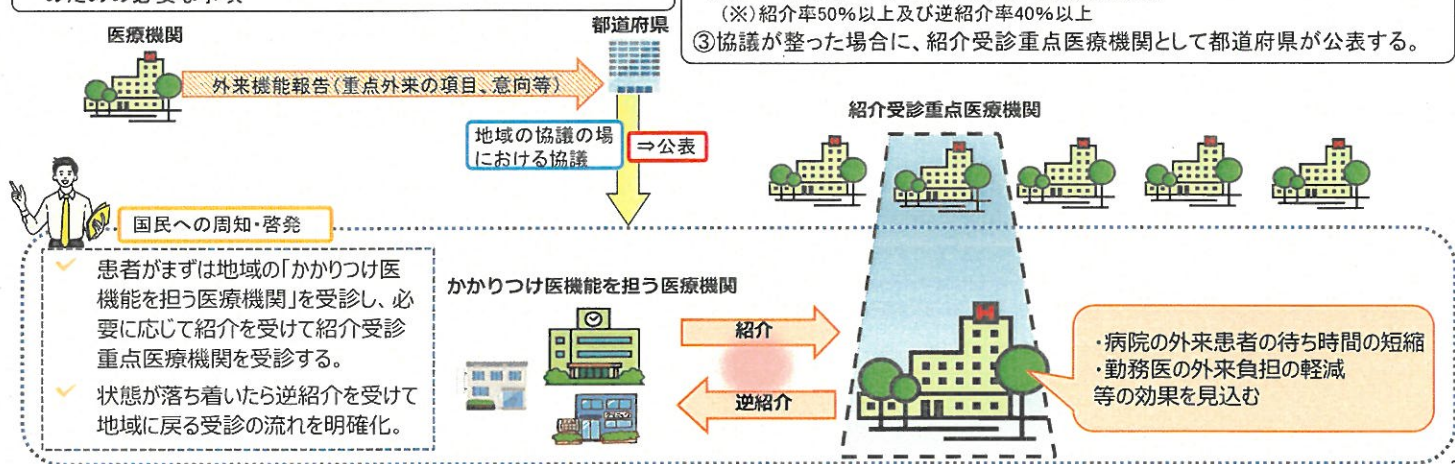 のための必要な事項
(※)紹介率50%以上及び逆紹介率40%以上
③協議が整った場合に、紹介受診重点医療機関として都道府県が公表する。
医療機関
都道府県
外来機能報告(重点外来の項目、意向等)
地域の協議の場
における協議
⇒公表
紹介受診重点医療機関
国民への周知・啓発
患者がまずは地域の「かかりつけ医
機能を担う医療機関」を受診し、必
要に応じて紹介を受けて紹介受診
重点医療機関を受診する。
状態が落ち着いたら逆紹介を受けて
地域に戻る受診の流れを明確化。
かかりつけ医機能を担う医療機関
紹介
逆紹介
・病院の外来患者の待ち時間の短縮
・勤務医の外来負担の軽減
等の効果を見込む